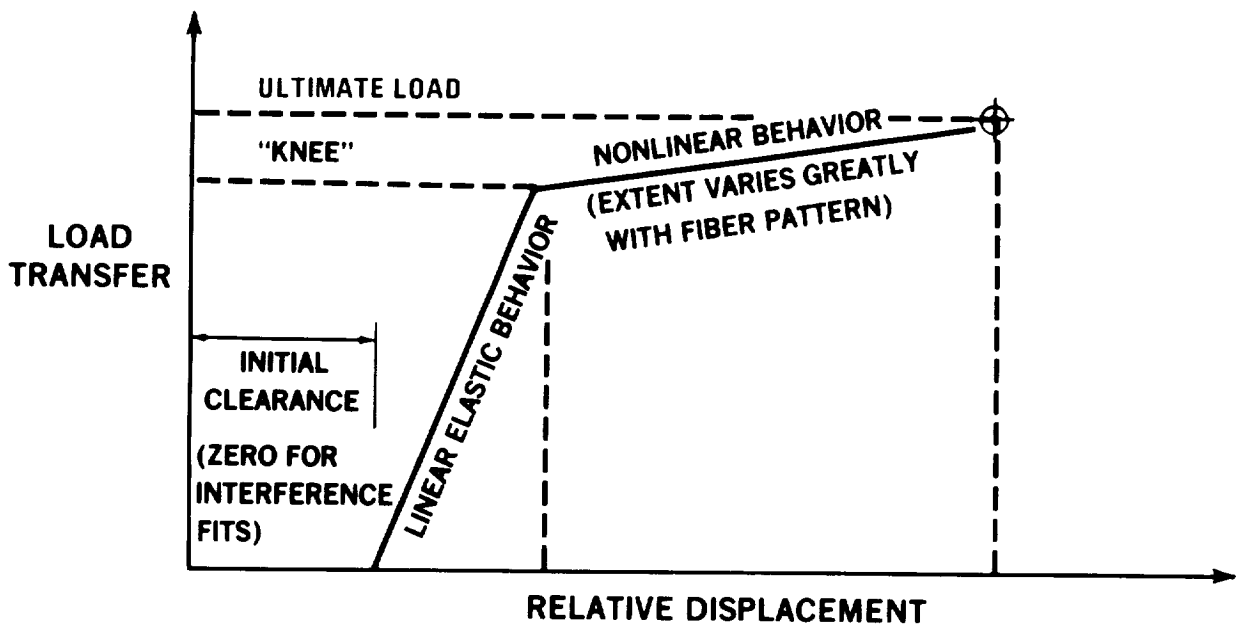 ULTIMATE LOAD
"KNEE"
NONLINEAR BEHAVIOR
(EXTENT VARIES GREATLY
WITH FIBER PATTERN)
LOAD
TRANSFER
LINEAR ELASTIC BEHAVIOR
INITIAL
CLEARANCE
(ZERO FOR
INTERFERENCE
FITS)
RELATIVE DISPLACEMENT